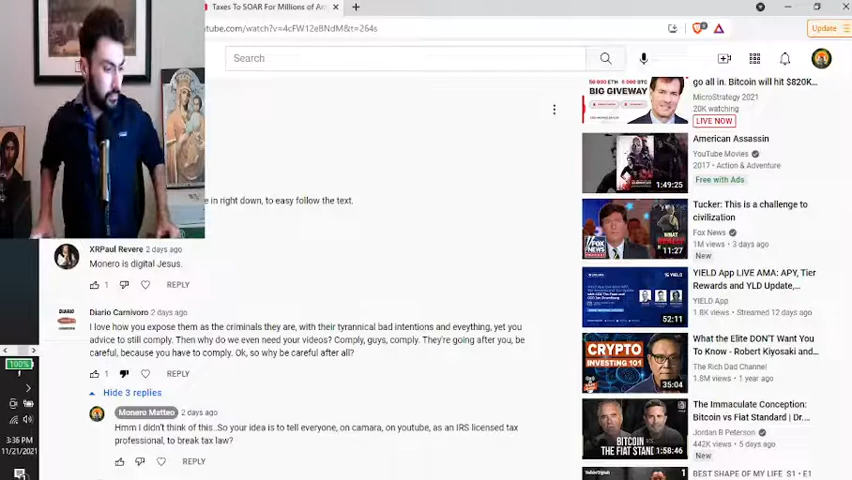 Taxes To SOAR For Millions of Am
tube.com/watch?v=4cFW12e8NdM&t=264s
Update
Search
go all in. Bitcoin will hit $820K...
MicroStrategy 2021
20K watching
LIVE NOW
BIG GIVEWAY
American Assassin
YouTube Movies
2017 • Action & Adventure
Free with Ads
1:49:25
e in right down, to easy follow the text.
Tucker: This is a challenge to
civilization
Fox News
1M views • 3 days ago
New
11:27
XRPaul Revere 2 days ago
Monero is digital Jesus.
1 REPLY
YIELD App LIVE AMA: APY, Tier
Rewards and YLD Update,...
YIELD App
1.8K views • Streamed 12 days ago
52:11
Diario Carnivoro 2 days ago
I love how you expose them as the criminals they are, with their tyrannical bad intentions and eveything, yet you
advice to still comply. Then why do we even need your videos? Comply, guys, comply. They're going after you, be
careful, because you have to comply. Ok, so why be careful after all?
1 REPLY
Hide 3 replies
What the Elite DON'T Want You
To Know - Robert Kiyosaki and...
The Rich Dad Channel
1.8M views • 1 year ago
CRYPTO
INVESTING 101
35:04
Monero Matteo 2 days ago
Hmm I didn't think of this..So your idea is to tell everyone, on camara, on youtube, as an IRS licensed tax
professional, to break tax law?
REPLY
The Immaculate Conception:
Bitcoin vs Fiat Standard | Dr....
Jordan B Peterson
442K views • 5 days ago
New
BITCOIN
THE FIAT STAND
1:58:46
BEST SHAPE OF MY LIFE S1 • E1
100%
3:36 PM
11/21/2021